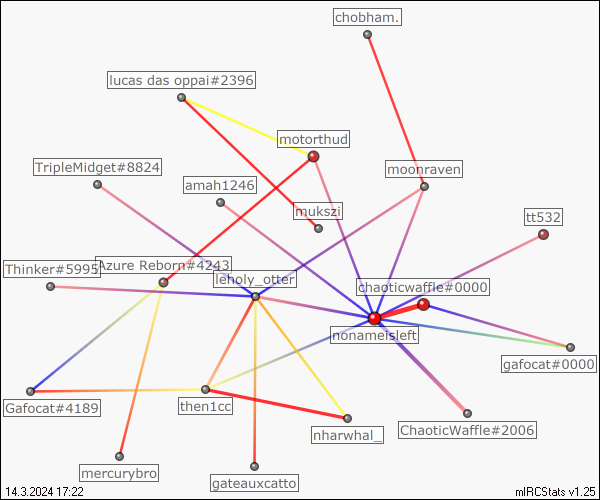 chobham.
lucas das oppai#2396
motorthud
TripleMidget#8824
moonraven
amah1246
mukszi
tt532
Thinker#5995
Azure Reborn#4243
leholy_otter
chaoticwaffle#0000
nonameisleft
gafocat#0000
Gafocat#4189
then1cc
nharwhal_
ChaoticWaffle#2006
mercurybro
gateauxcatto
14.3.2024 17:22
mIRCStats v1.25